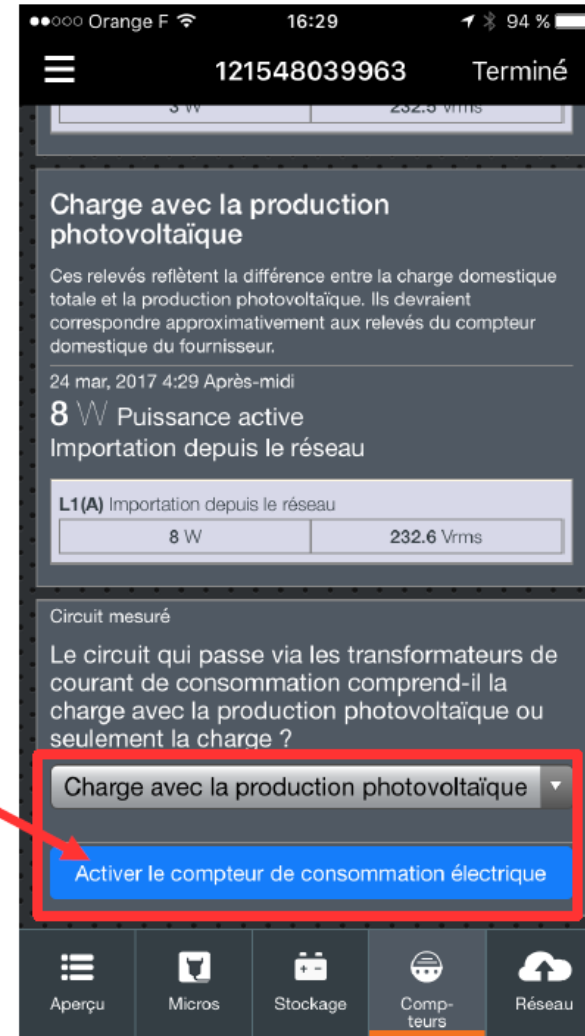 Orange F 16:29 94 %
121548039963 Terminé
3 W 232.5 Vrms
Charge avec la production
photovoltaïque
Ces relevés reflètent la différence entre la charge domestique
totale et la production photovoltaïque. Ils devraient
correspondre approximativement aux relevés du compteur
domestique du fournisseur.
24 mar, 2017 4:29 Après-midi
8 W Puissance active
Importation depuis le réseau
L1(A) Importation depuis le réseau
8 W 232.6 Vrms
Circuit mesuré
Le circuit qui passe via les transformateurs de
courant de consommation comprend-il la
charge avec la production photovoltaïque ou
seulement la charge ?
Charge avec la production photovoltaïque
Activer le compteur de consommation électrique
Aperçu Micros Stockage Comp-
teurs Réseau